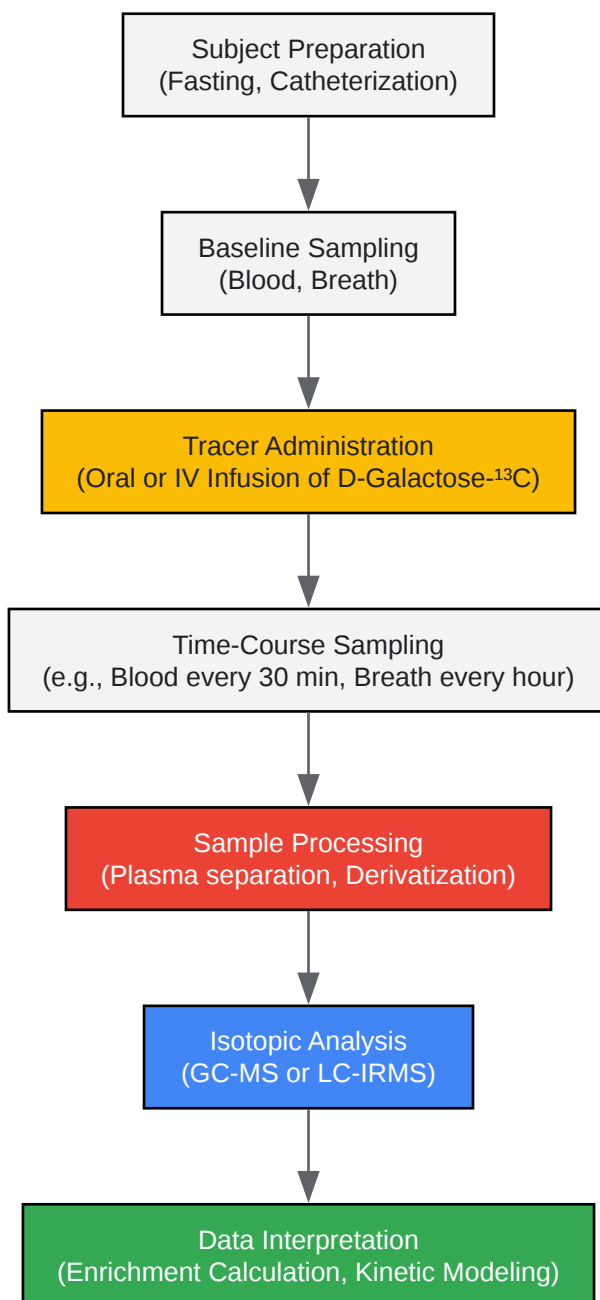 Subject Preparation
(Fasting, Catheterization)
Baseline Sampling
(Blood, Breath)
Tracer Administration
(Oral or IV Infusion of D-Galactose-¹³C)
Time-Course Sampling
(e.g., Blood every 30 min, Breath every hour)
Sample Processing
(Plasma separation, Derivatization)
Isotopic Analysis
(GC-MS or LC-IRMS)
Data Interpretation
(Enrichment Calculation, Kinetic Modeling)